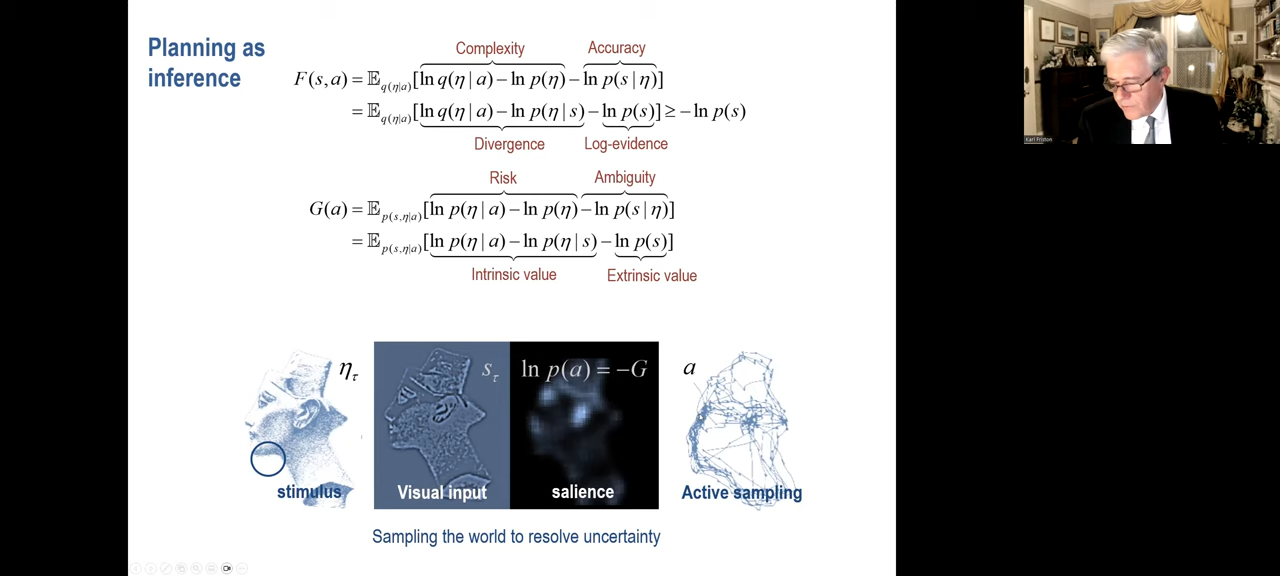 Planning as
inference
Complexity Accuracy
F(s, a) = 𝔼_{q(η|a)}[ln q(η | a) − ln p(η) − ln p(s | η)]
= 𝔼_{q(η|a)}[ln q(η | a) − ln p(η | s) − ln p(s)] ≥ − ln p(s)
Divergence Log-evidence
Risk Ambiguity
G(a) = 𝔼_{p(s,η|a)}[ln p(η | a) − ln p(η) − ln p(s | η)]
= 𝔼_{p(s,η|a)}[ln p(η | a) − ln p(η | s) − ln p(s)]
Intrinsic value Extrinsic value
η_τ s_τ ln p(a) = −G a
stimulus Visual input salience Active sampling
Sampling the world to resolve uncertainty
Karl Friston